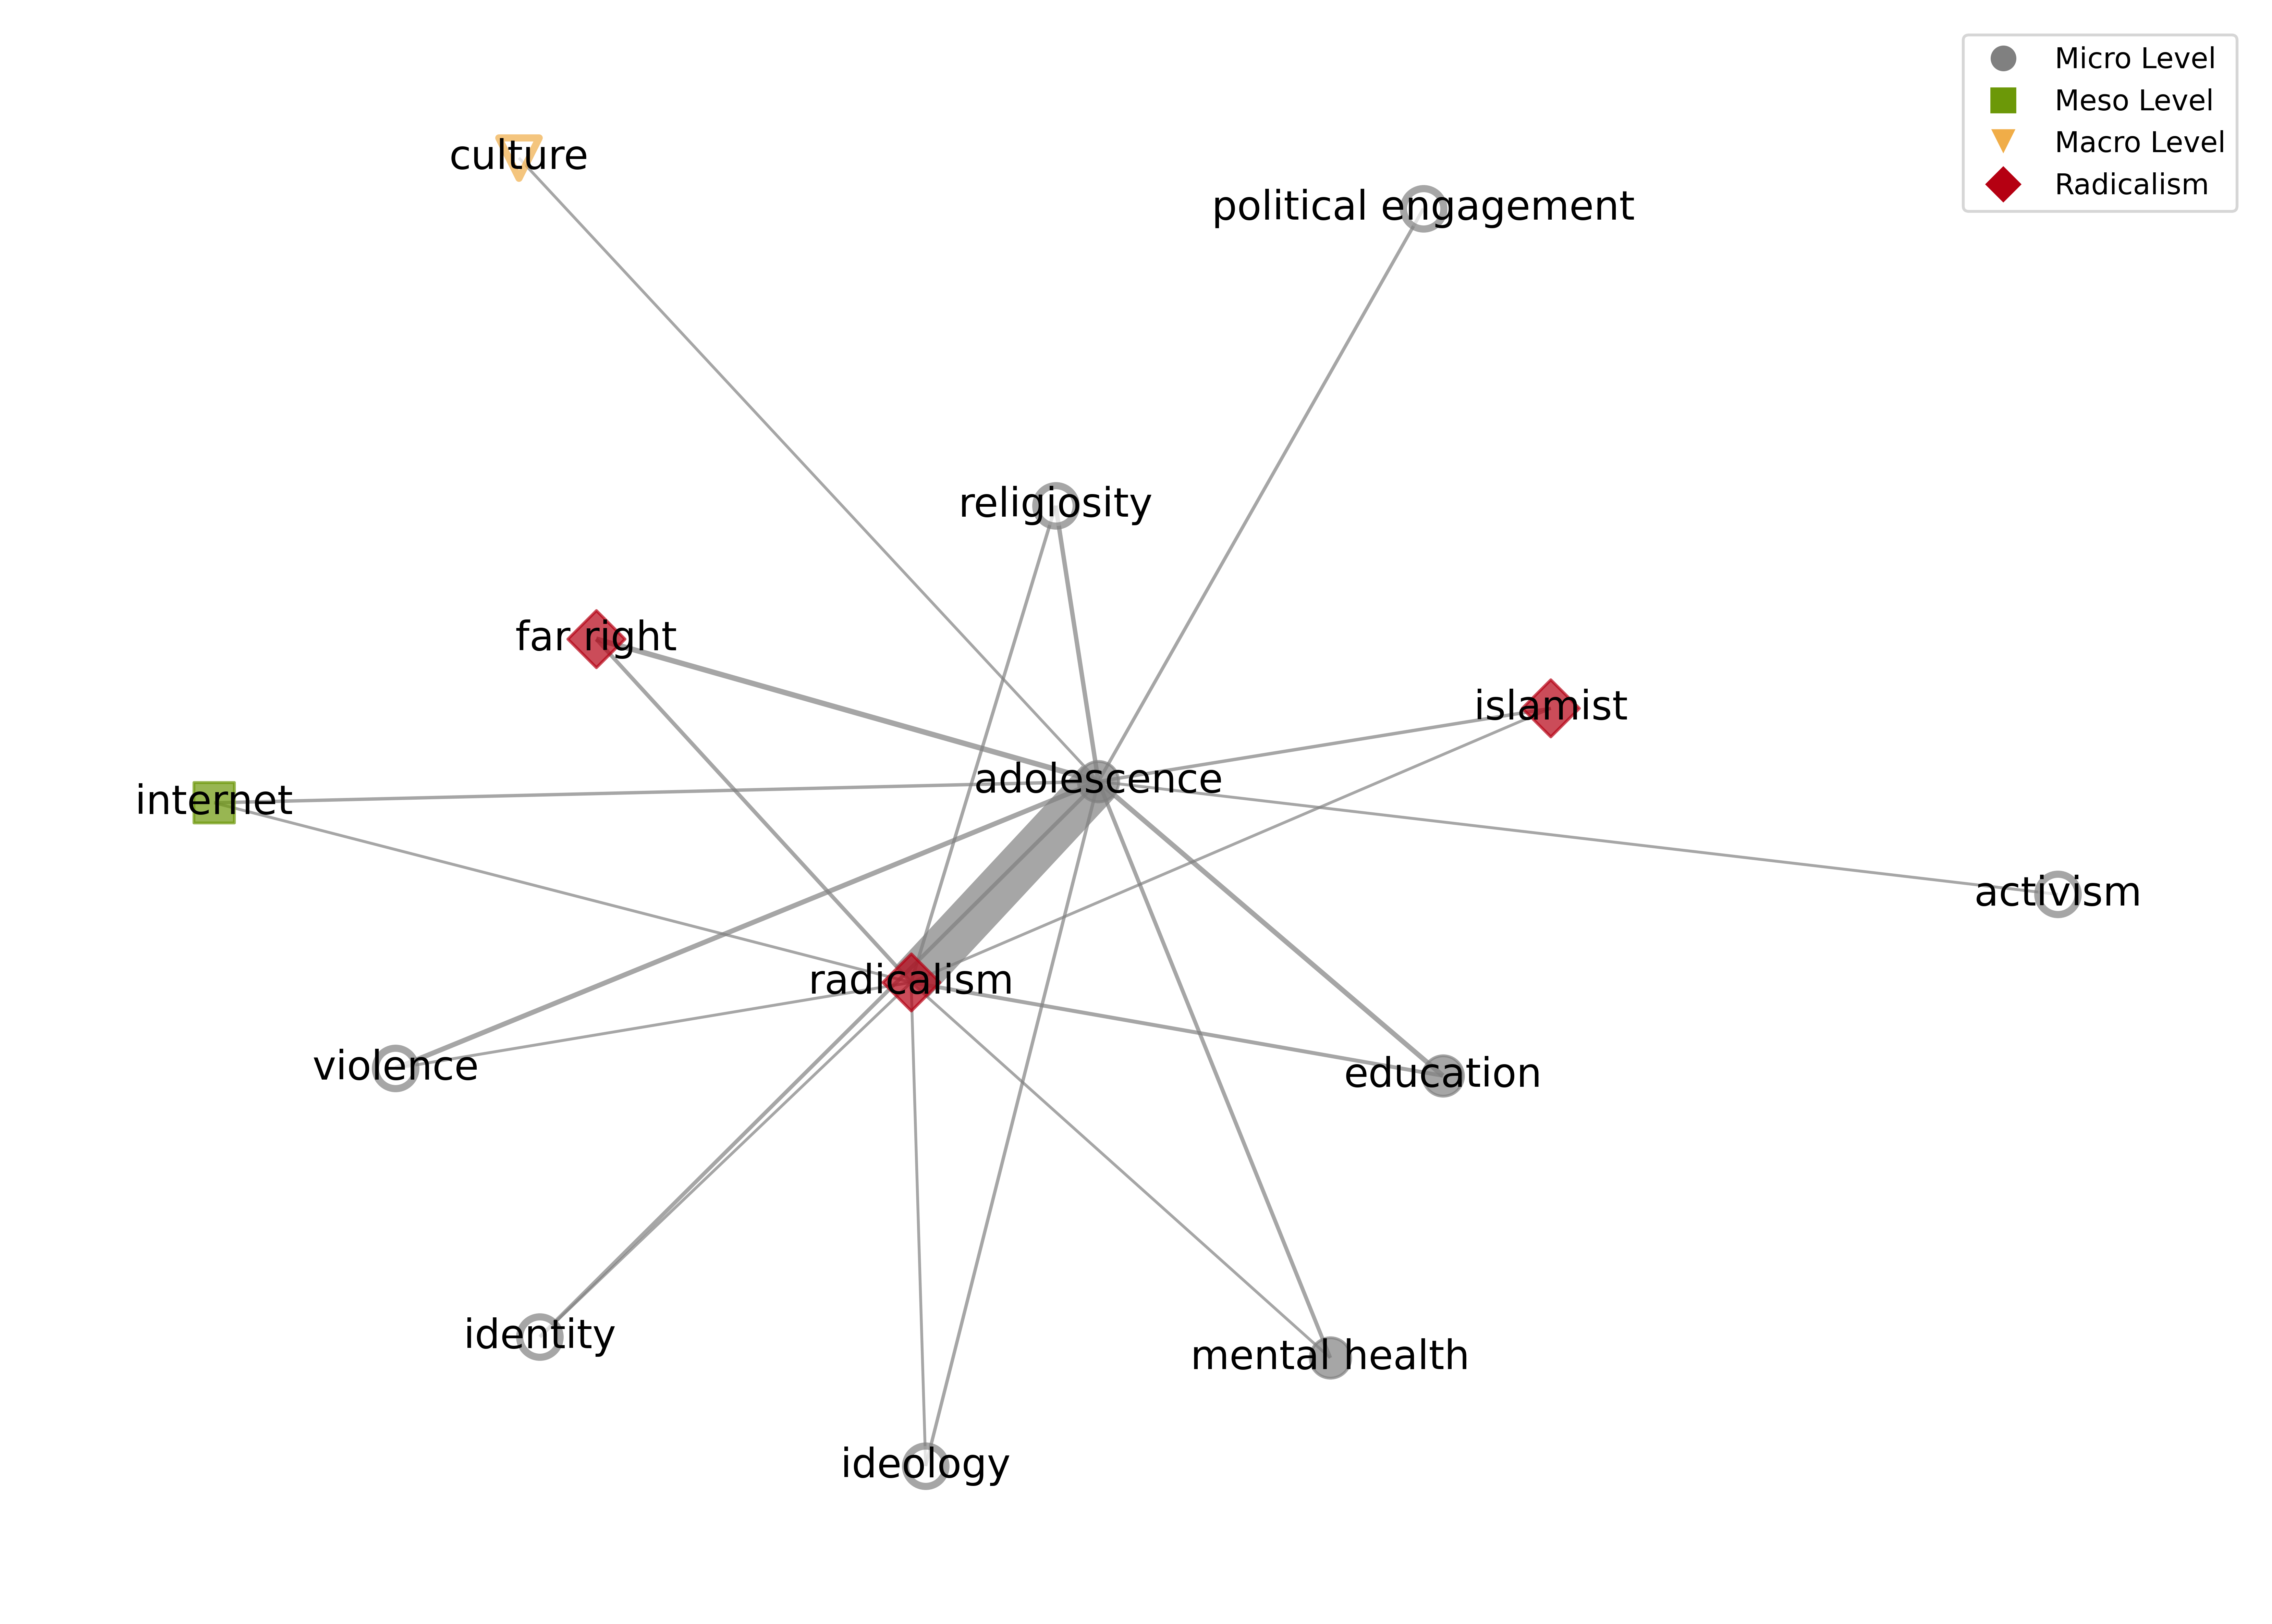 Micro Level
Meso Level
Macro Level
Radicalism
culture
political engagement
religiosity
far right
islamist
adolescence
internet
activism
radicalism
violence
education
identity
mental health
ideology